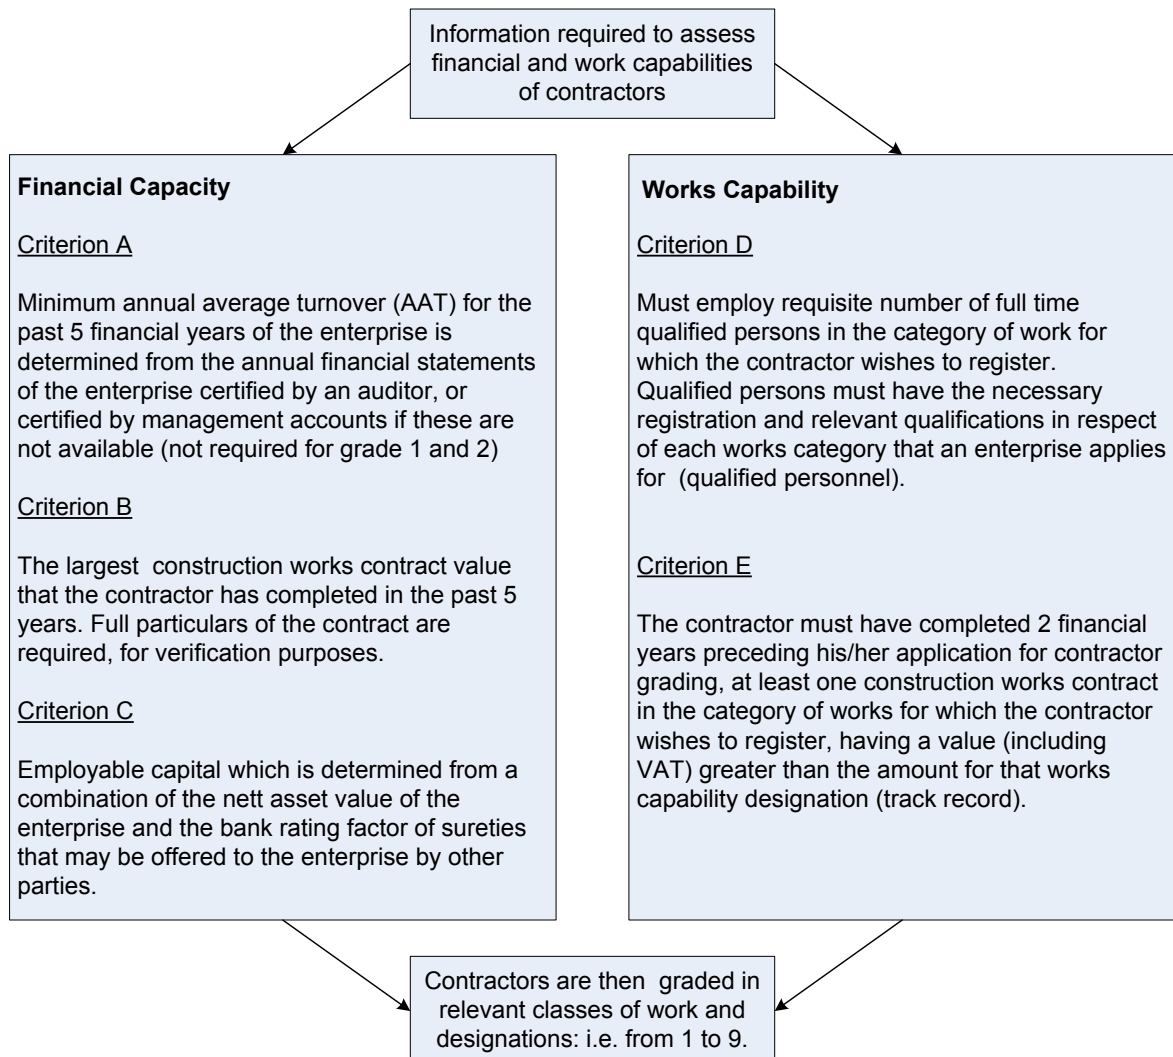 Information required to assess
financial and work capabilities
of contractors
Financial Capacity
Criterion A
Minimum annual average turnover (AAT) for the
past 5 financial years of the enterprise is
determined from the annual financial statements
of the enterprise certified by an auditor, or
certified by management accounts if these are
not available (not required for grade 1 and 2)
Criterion B
The largest construction works contract value
that the contractor has completed in the past 5
years. Full particulars of the contract are
required, for verification purposes.
Criterion C
Employable capital which is determined from a
combination of the nett asset value of the
enterprise and the bank rating factor of sureties
that may be offered to the enterprise by other
parties.
Works Capability
Criterion D
Must employ requisite number of full time
qualified persons in the category of work for
which the contractor wishes to register.
Qualified persons must have the necessary
registration and relevant qualifications in respect
of each works category that an enterprise applies
for (qualified personnel).
Criterion E
The contractor must have completed 2 financial
years preceding his/her application for contractor
grading, at least one construction works contract
in the category of works for which the contractor
wishes to register, having a value (including
VAT) greater than the amount for that works
capability designation (track record).
Contractors are then graded in
relevant classes of work and
designations: i.e. from 1 to 9.